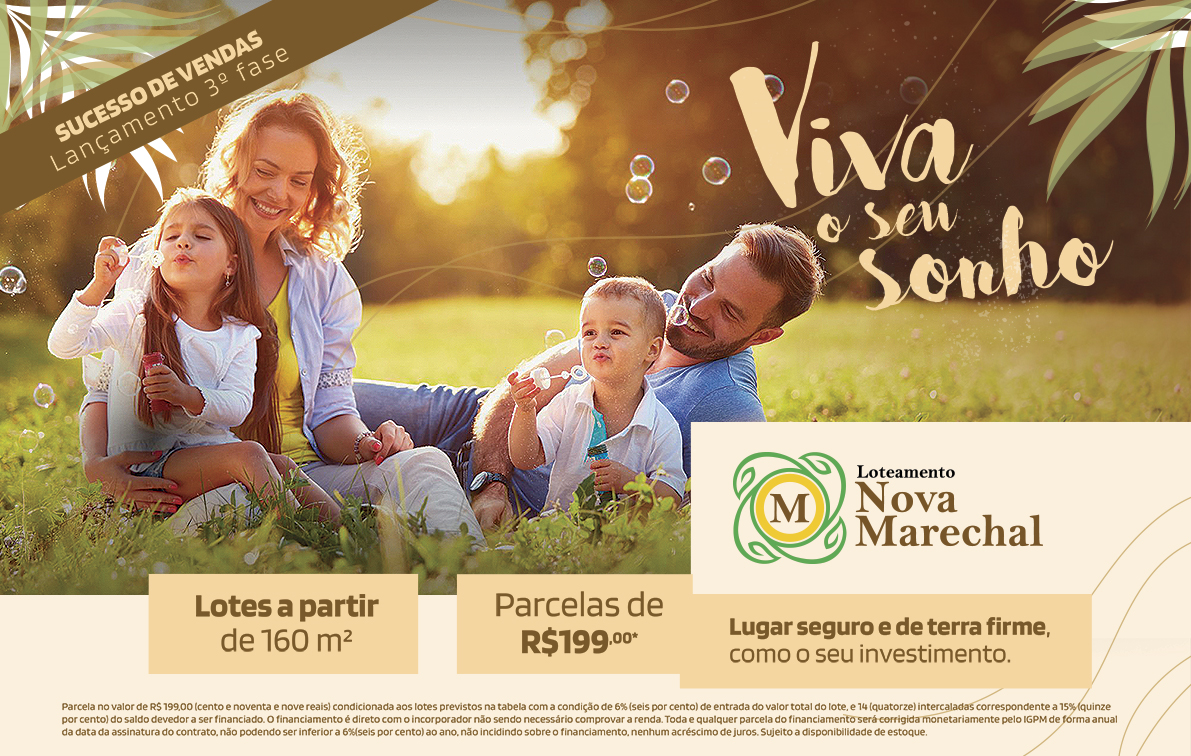 SUCESSO DE VENDAS
Lançamento 3º fase
Viva
o seu
sonho
M
Loteamento
Nova
Marechal
Lotes a partir
de 160 m²
Parcelas de
R$199,00*
Lugar seguro e de terra firme,
como o seu investimento.
Parcela no valor de R$ 199,00 (cento e noventa e nove reais) condicionada aos lotes previstos na tabela com a condição de 6% (seis por cento) de entrada do valor total do lote, e 14 (quatorze) intercaladas correspondente a 15% (quinze
por cento) do saldo devedor a ser financiado. O financiamento é direto com o incorporador não sendo necessário comprovar a renda. Toda e qualquer parcela do financiamento será corrigida monetariamente pelo IGPM de forma anual
da data da assinatura do contrato, não podendo ser inferior a 6%(seis por cento) ao ano, não incidindo sobre o financiamento, nenhum acréscimo de juros. Sujeito a disponibilidade de estoque.